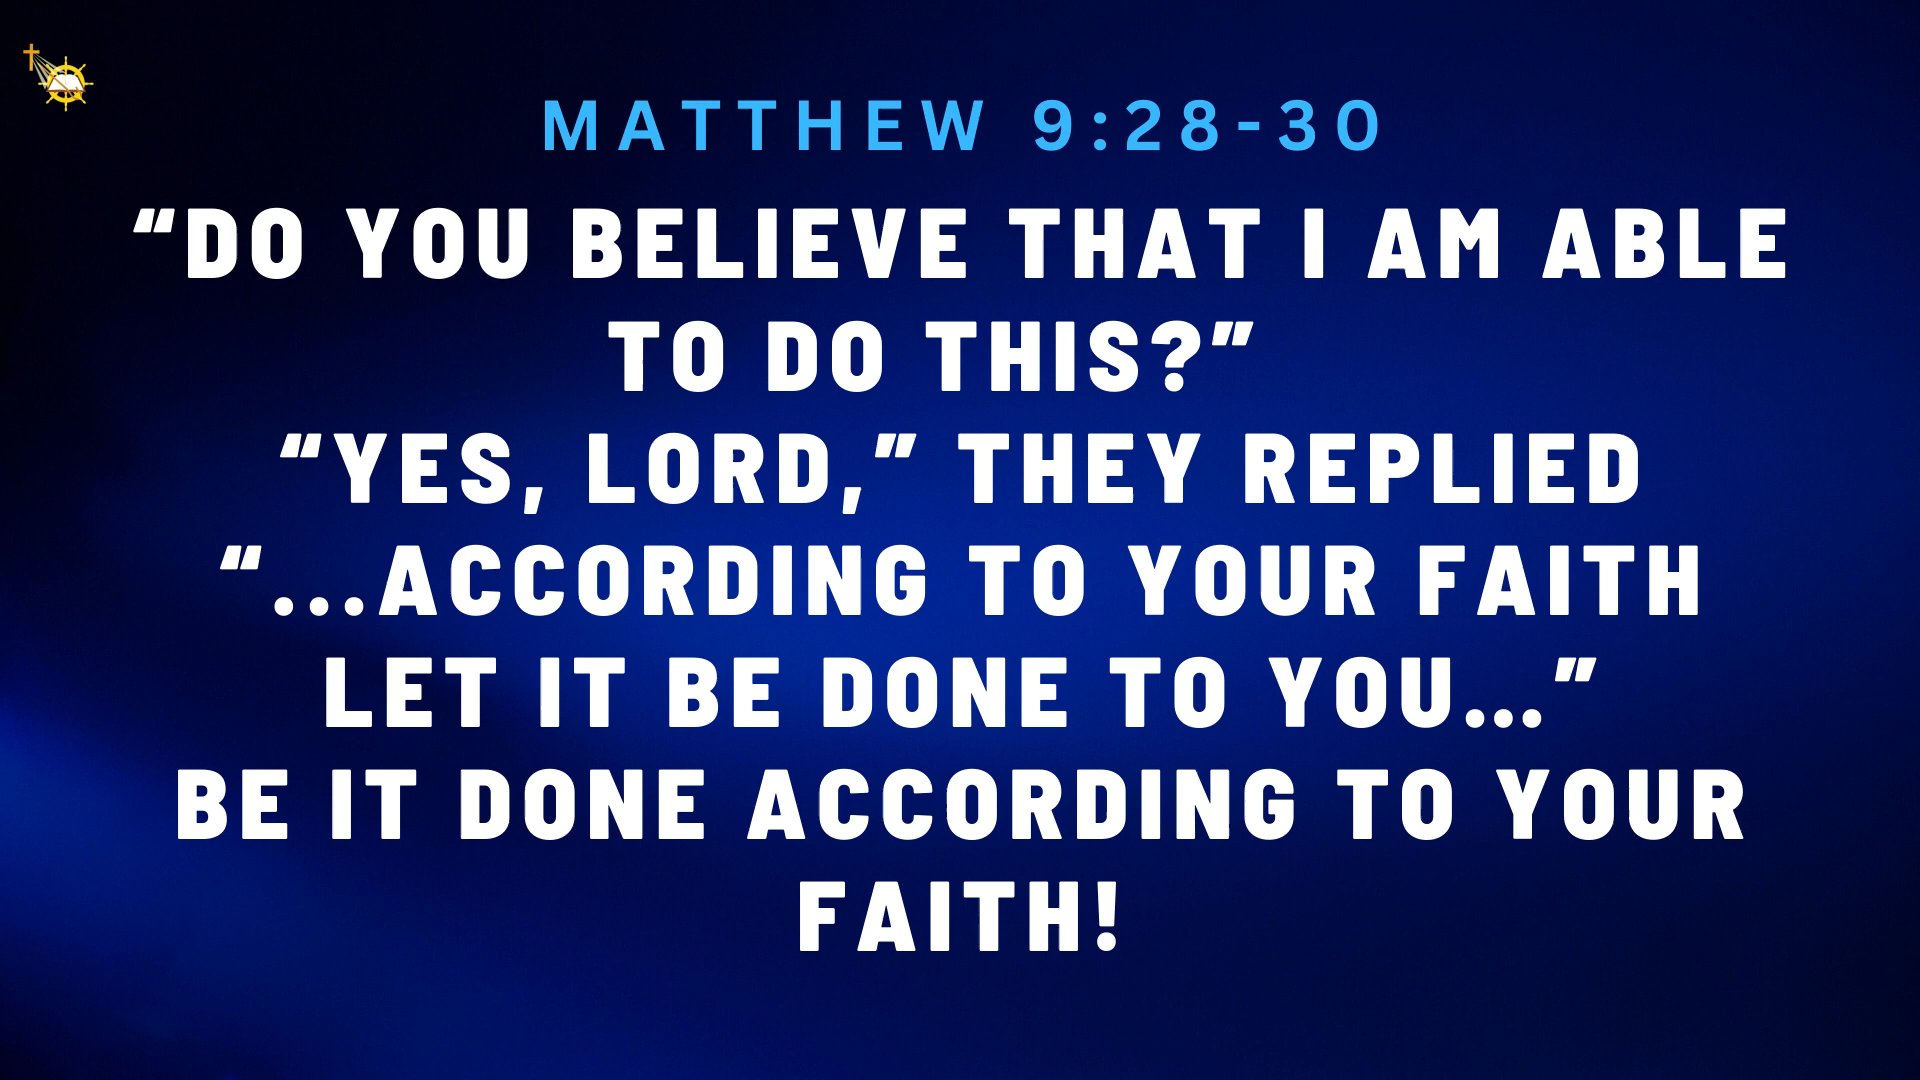 MATTHEW 9:28-30
“DO YOU BELIEVE THAT I AM ABLE
TO DO THIS?”
“YES, LORD,” THEY REPLIED
“...ACCORDING TO YOUR FAITH
LET IT BE DONE TO YOU...”
BE IT DONE ACCORDING TO YOUR
FAITH!